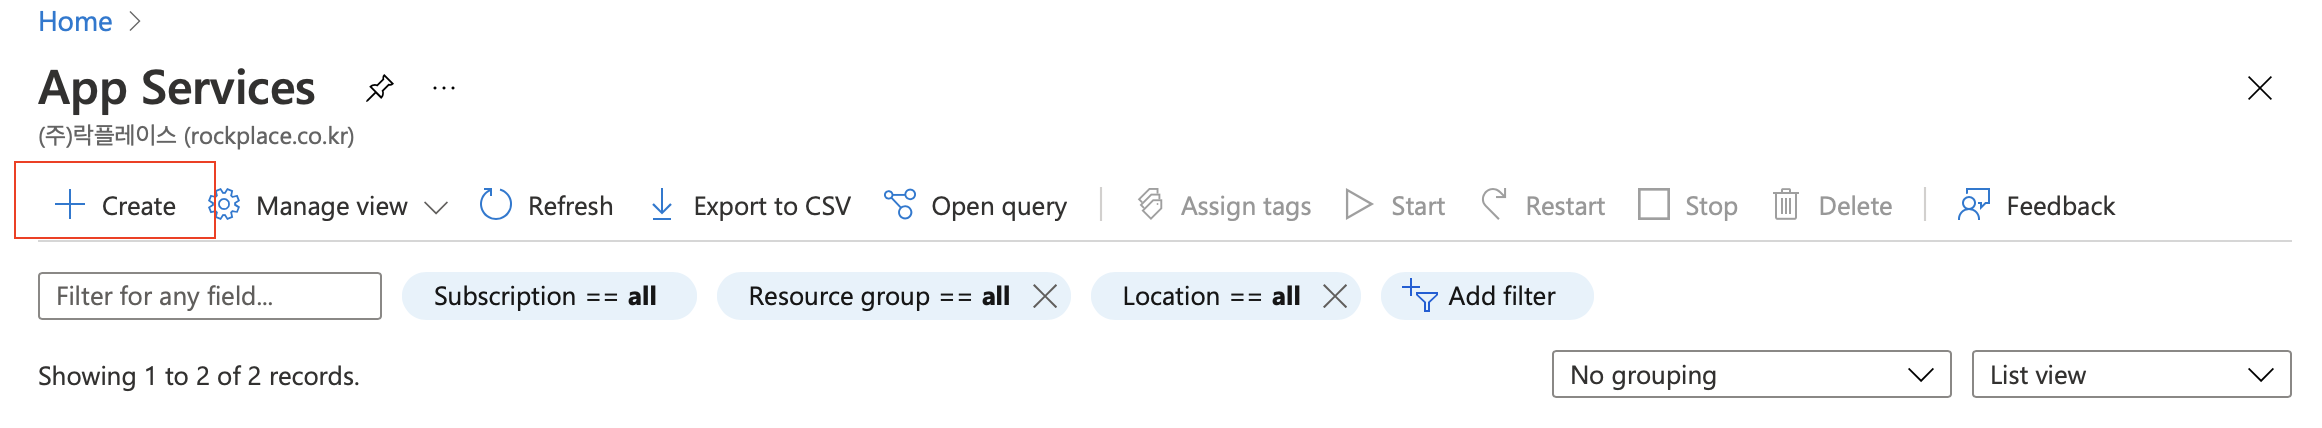 Home >
App Services ...
(주)락플레이스 (rockplace.co.kr)
Create Manage view Refresh Export to CSV Open query Assign tags Start Restart Stop Delete Feedback
Filter for any field... Subscription == all Resource group == all Location == all Add filter
Showing 1 to 2 of 2 records. No grouping List view